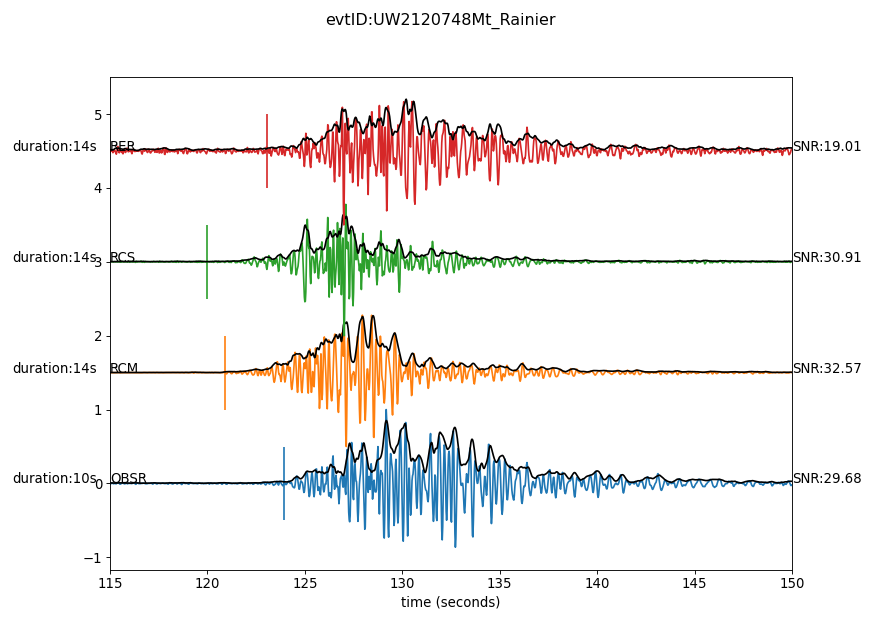 evtID:UW2120748Mt_Rainier
5
duration:14s RER SNR:19.01
4
duration:14s RCS SNR:30.91
3
2
duration:14s RCM SNR:32.57
1
duration:10s OBSR SNR:29.68
0
−1
115 120 125 130 135 140 145 150
time (seconds)